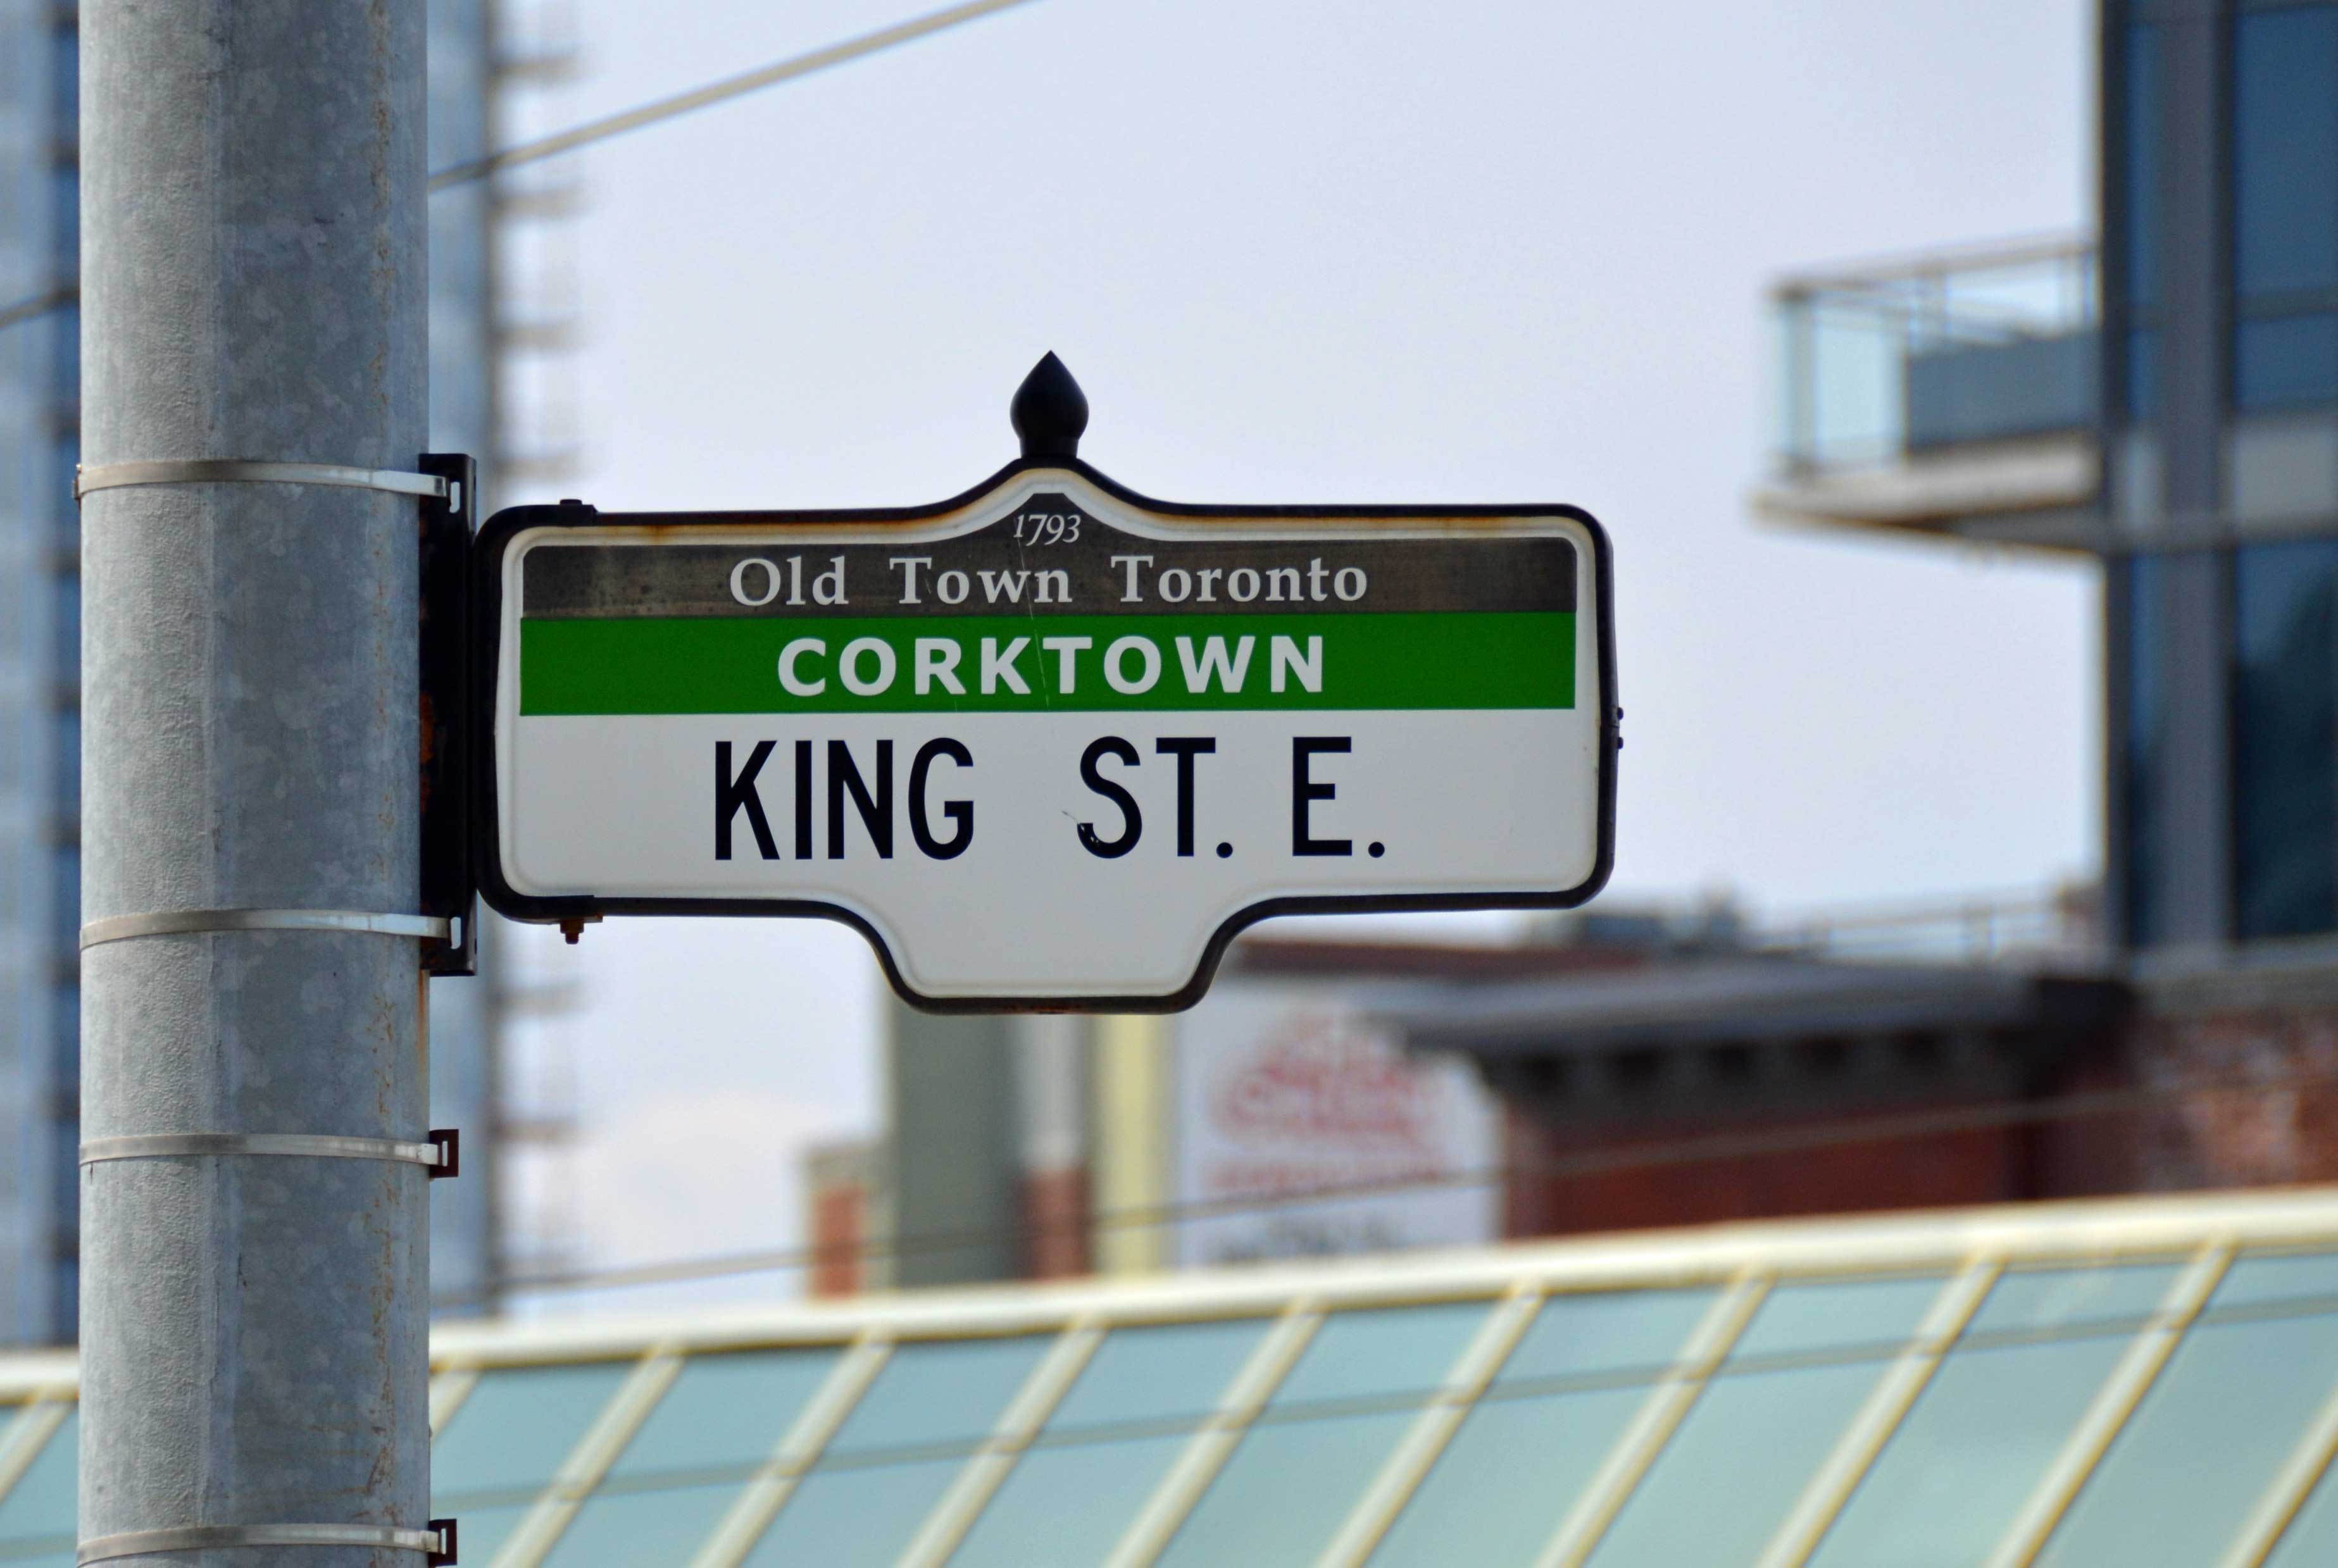 1793
Old Town Toronto
CORKTOWN
KING ST. E.